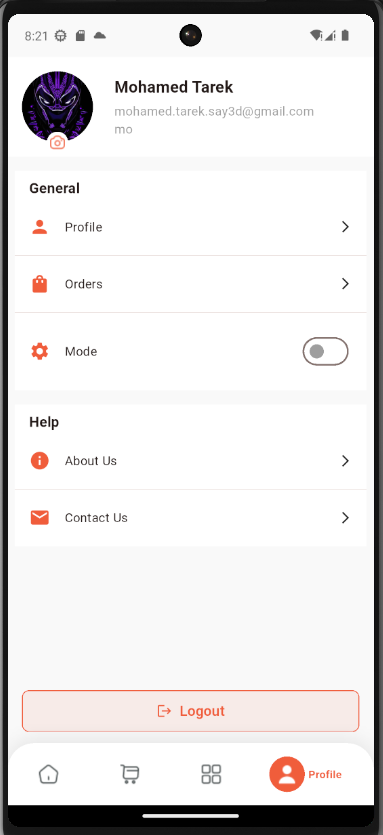 8:21
Mohamed Tarek
mohamed.tarek.say3d@gmail.com
mo
General
Profile
Orders
Mode
Help
About Us
Contact Us
Logout
Profile